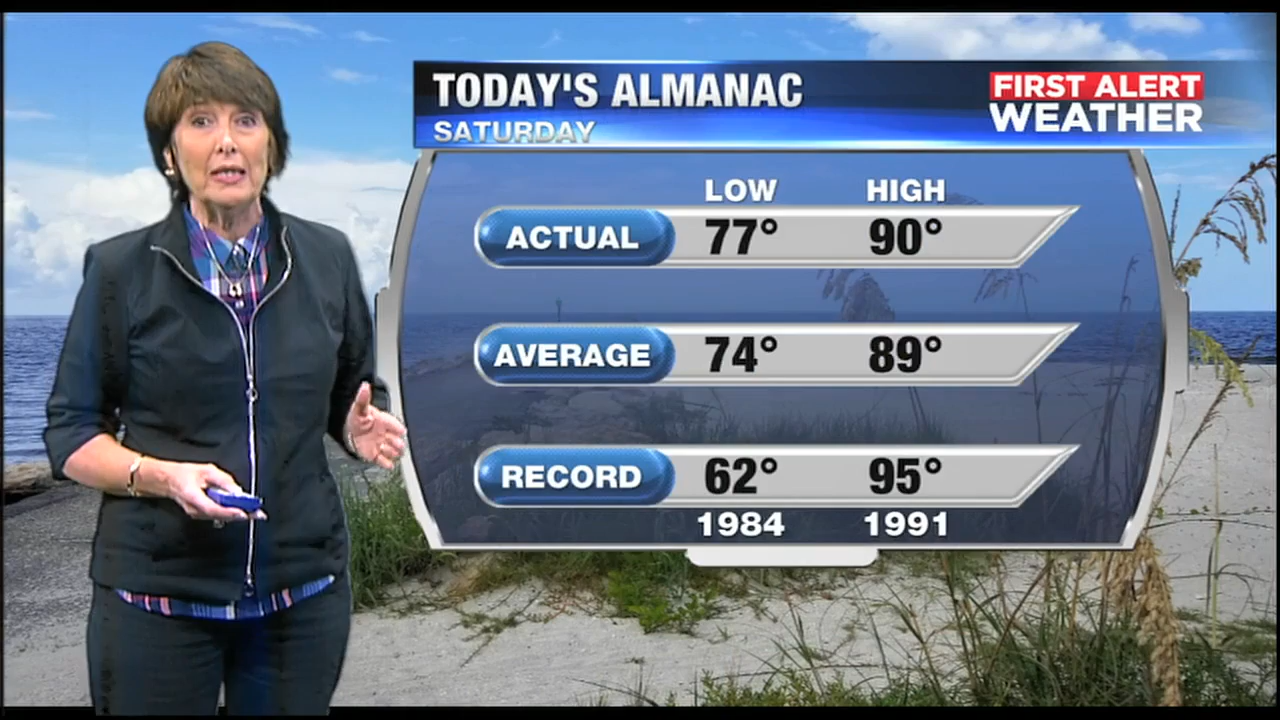 TODAY'S ALMANAC
SATURDAY
FIRST ALERT
WEATHER
LOW HIGH
ACTUAL 77° 90°
AVERAGE 74° 89°
RECORD 62° 95°
1984 1991